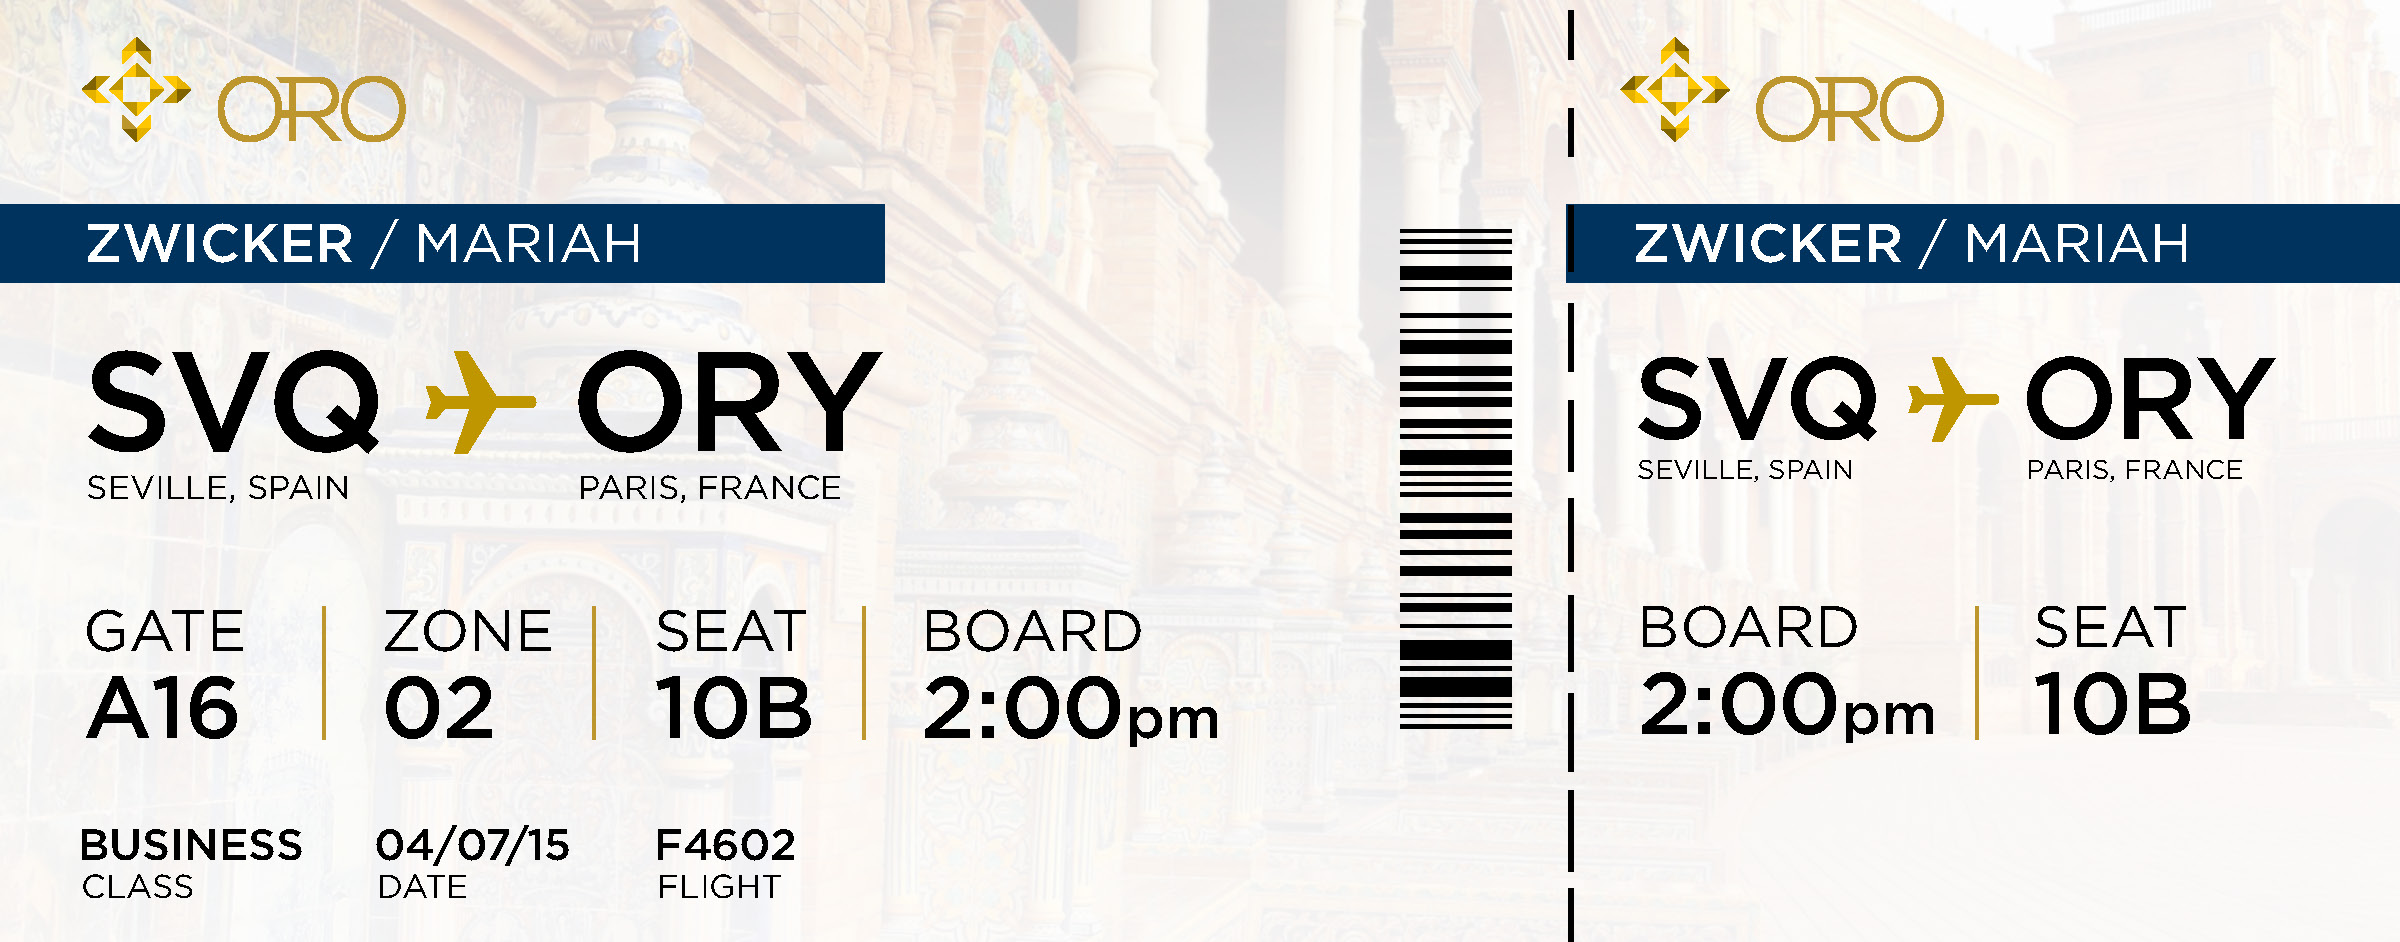 ORO
ZWICKER / MARIAH
SVQ ORY
SEVILLE, SPAIN PARIS, FRANCE
GATE ZONE SEAT BOARD
A16 02 10B 2:00pm
BUSINESS 04/07/15 F4602
CLASS DATE FLIGHT
ORO
ZWICKER / MARIAH
SVQ ORY
SEVILLE, SPAIN PARIS, FRANCE
BOARD SEAT
2:00pm 10B